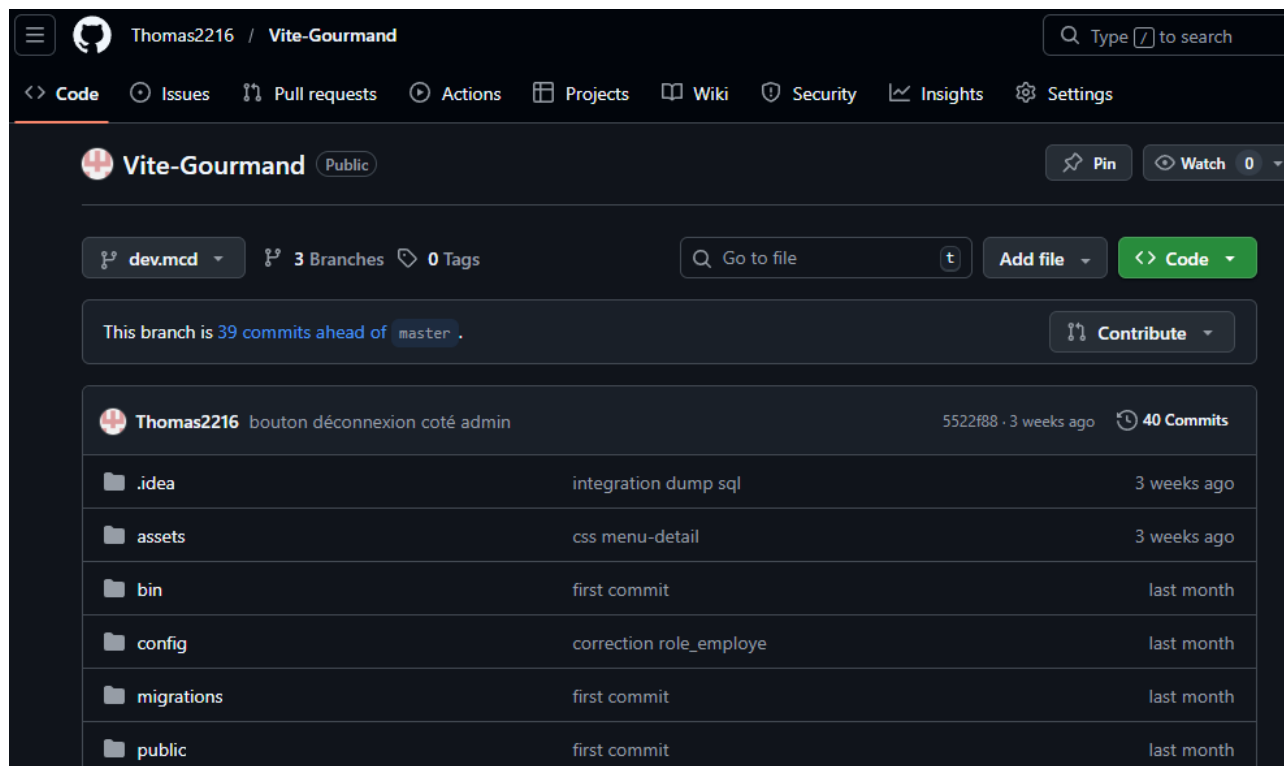 Thomas2216 / Vite-Gourmand
Type / to search
Code Issues Pull requests Actions Projects Wiki Security Insights Settings
Vite-Gourmand Public
Pin Watch 0
dev.mcd 3 Branches 0 Tags
Go to file t
Add file Code
This branch is 39 commits ahead of master .
Contribute
Thomas2216 bouton déconnexion coté admin 5522f88 · 3 weeks ago 40 Commits
.idea integration dump sql 3 weeks ago
assets css menu-detail 3 weeks ago
bin first commit last month
config correction role_employe last month
migrations first commit last month
public first commit last month